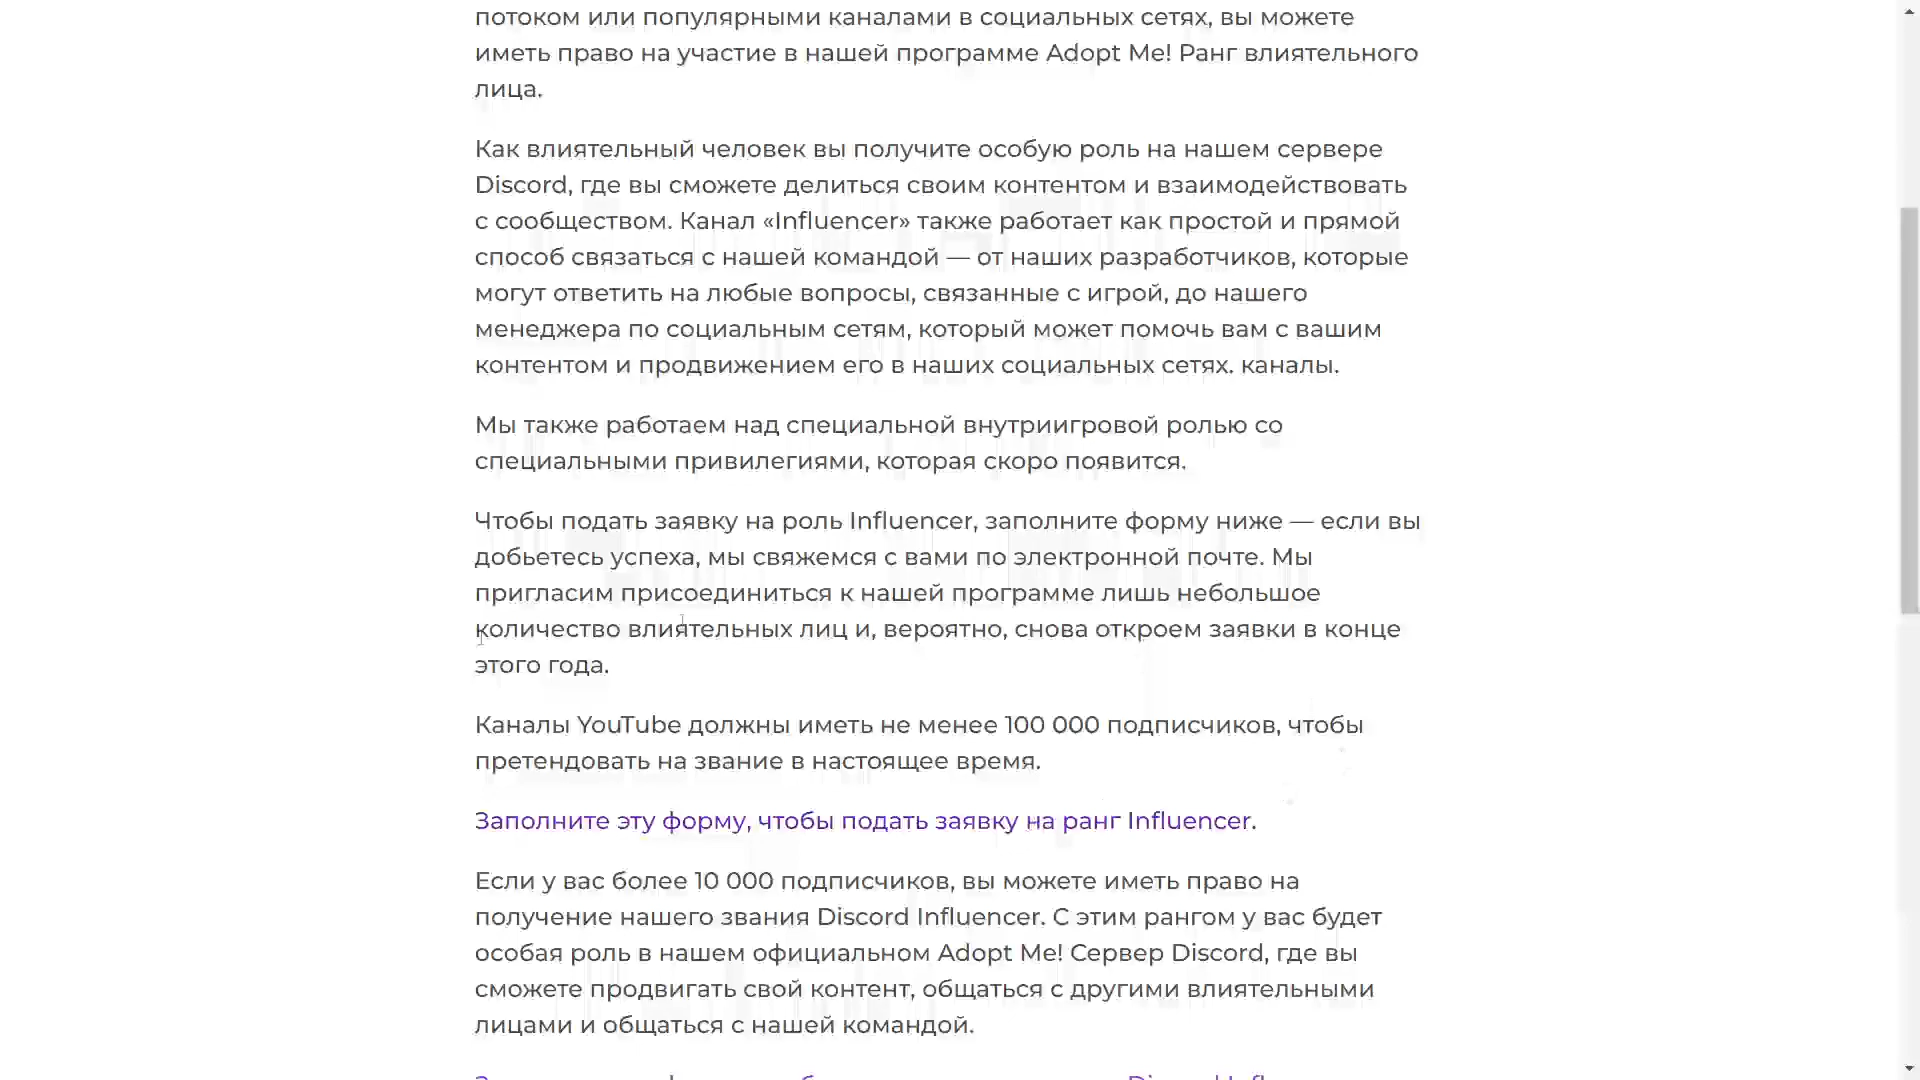 потоком или популярными каналами в социальных сетях, вы можете
иметь право на участие в нашей программе Adopt Me! Ранг влиятельного
лица.
Как влиятельный человек вы получите особую роль на нашем сервере
Discord, где вы сможете делиться своим контентом и взаимодействовать
с сообществом. Канал «Influencer» также работает как простой и прямой
способ связаться с нашей командой — от наших разработчиков, которые
могут ответить на любые вопросы, связанные с игрой, до нашего
менеджера по социальным сетям, который может помочь вам с вашим
контентом и продвижением его в наших социальных сетях. каналы.
Мы также работаем над специальной внутриигровой ролью со
специальными привилегиями, которая скоро появится.
Чтобы подать заявку на роль Influencer, заполните форму ниже — если вы
добьетесь успеха, мы свяжемся с вами по электронной почте. Мы
пригласим присоединиться к нашей программе лишь небольшое
количество влиятельных лиц и, вероятно, снова откроем заявки в конце
этого года.
Каналы YouTube должны иметь не менее 100 000 подписчиков, чтобы
претендовать на звание в настоящее время.
Заполните эту форму, чтобы подать заявку на ранг Influencer.
Если у вас более 10 000 подписчиков, вы можете иметь право на
получение нашего звания Discord Influencer. С этим рангом у вас будет
особая роль в нашем официальном Adopt Me! Сервер Discord, где вы
сможете продвигать свой контент, общаться с другими влиятельными
лицами и общаться с нашей командой.